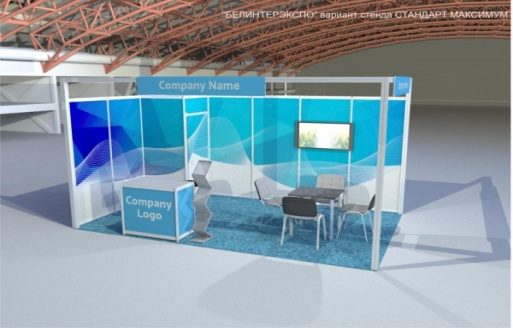 "БЕЛИНТЕРЭКСПО" вариант стенда СТАНДАРТ МАКСИМУМ
Company Name
Company
Logo